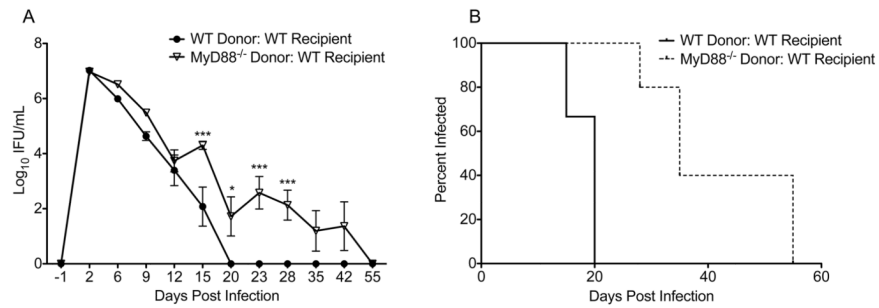 A
WT Donor: WT Recipient
MyD88-/- Donor: WT Recipient
Log10 IFU/mL
8
6
4
2
0
***
*
***
***
-1 2 6 9 12 15 20 23 28 35 42 55
Days Post Infection
B
WT Donor: WT Recipient
MyD88-/- Donor: WT Recipient
Percent Infected
100
80
60
40
20
0
0 20 40 60
Days Post Infection